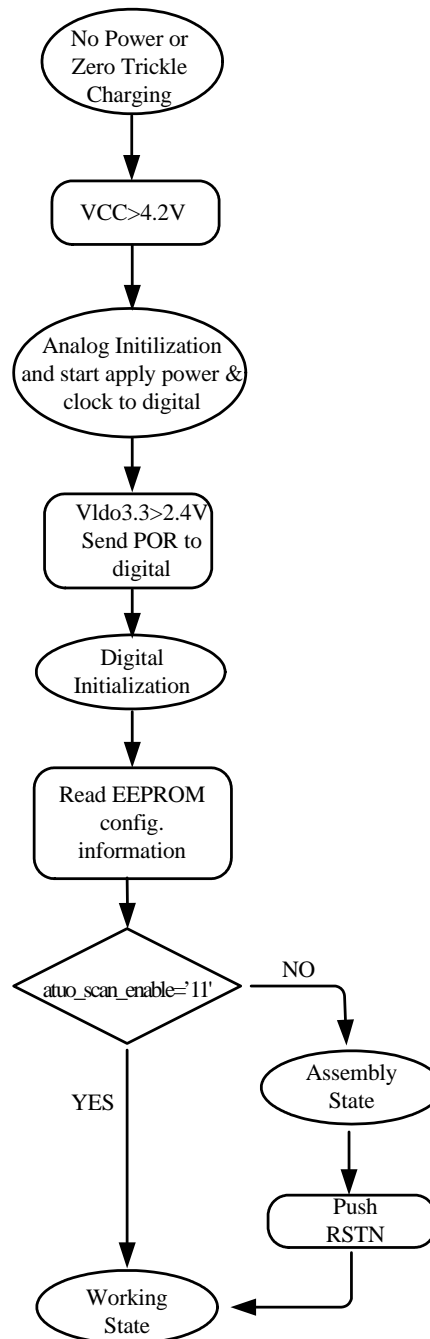 No Power or
Zero Trickle
Charging
VCC>4.2V
Analog Initilization
and start apply power &
clock to digital
Vldo3.3>2.4V
Send POR to
digital
Digital
Initialization
Read EEPROM
config.
information
atuo_scan_enable=’11'
NO
YES
Assembly
State
Push
RSTN
Working
State